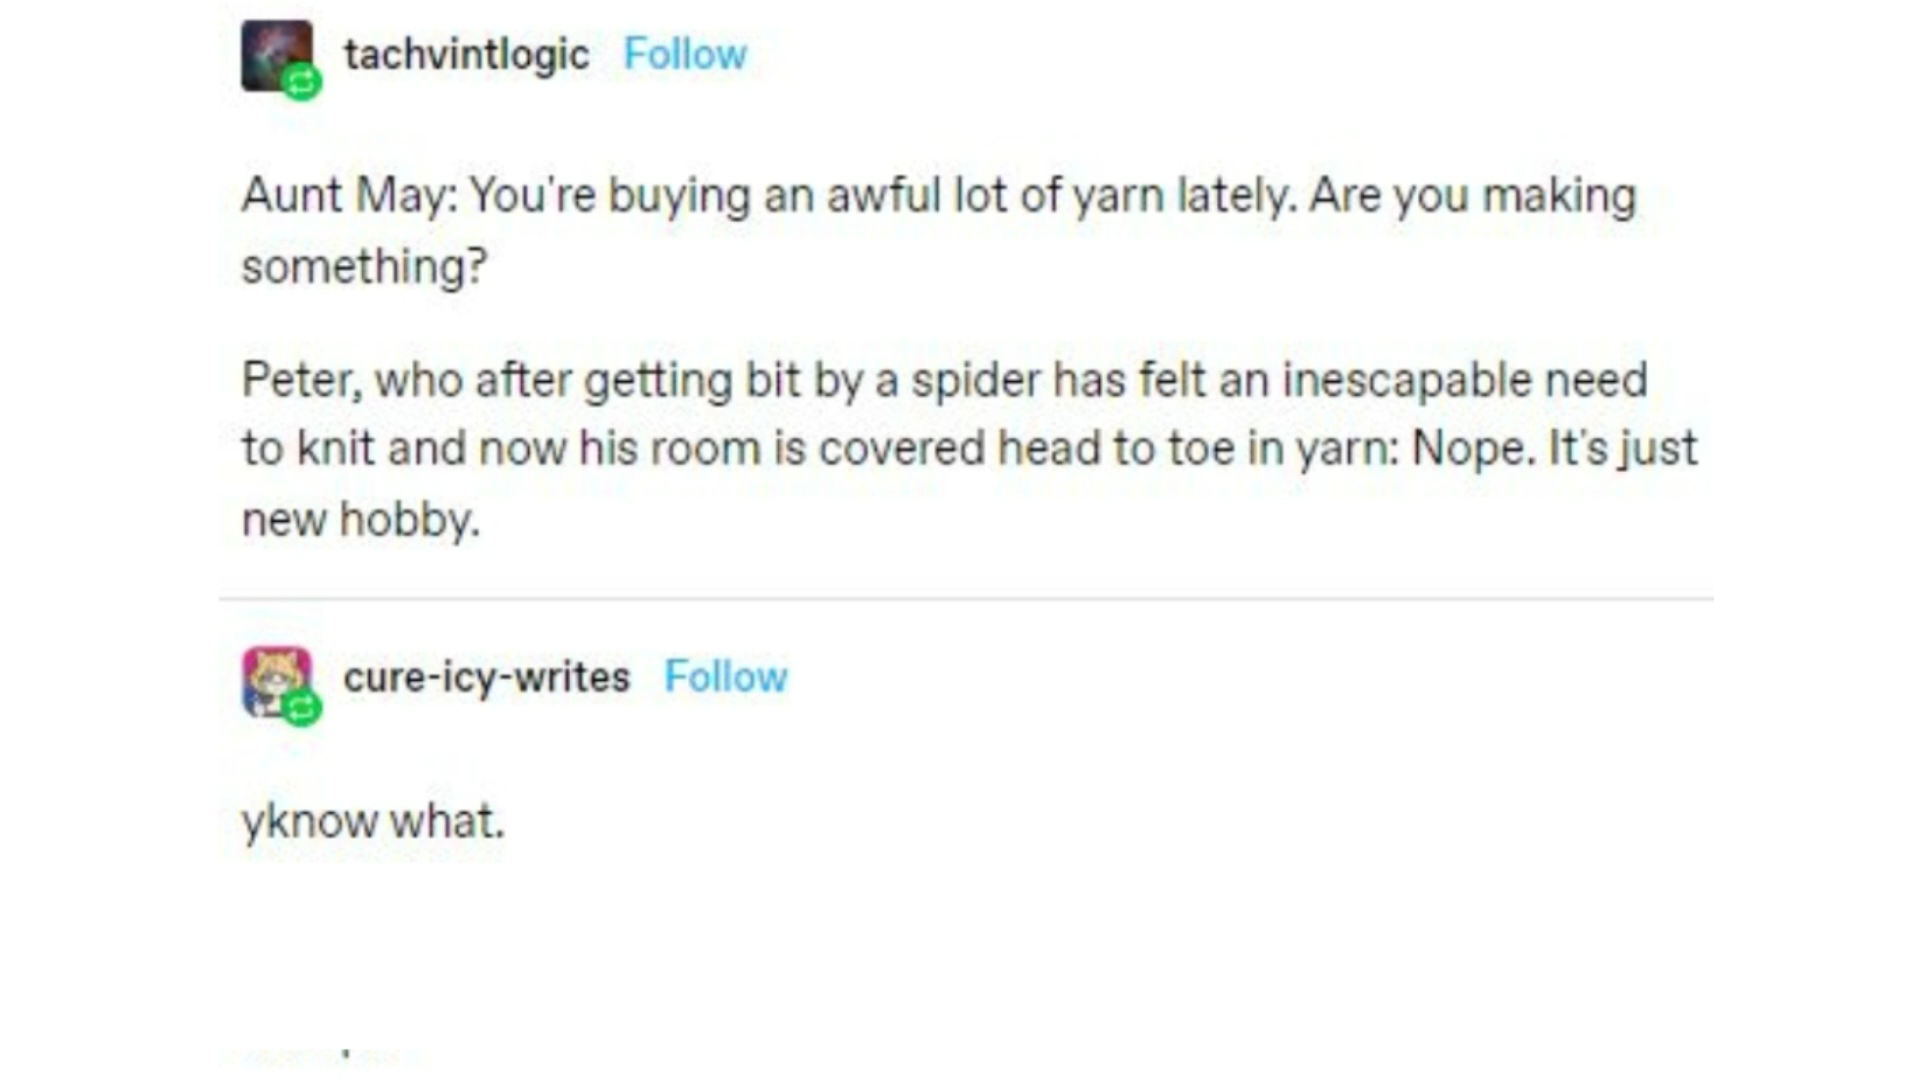 tachvintlogic Follow
Aunt May: You're buying an awful lot of yarn lately. Are you making
something?
Peter, who after getting bit by a spider has felt an inescapable need
to knit and now his room is covered head to toe in yarn: Nope. It's just
new hobby.
cure-icy-writes Follow
yknow what.